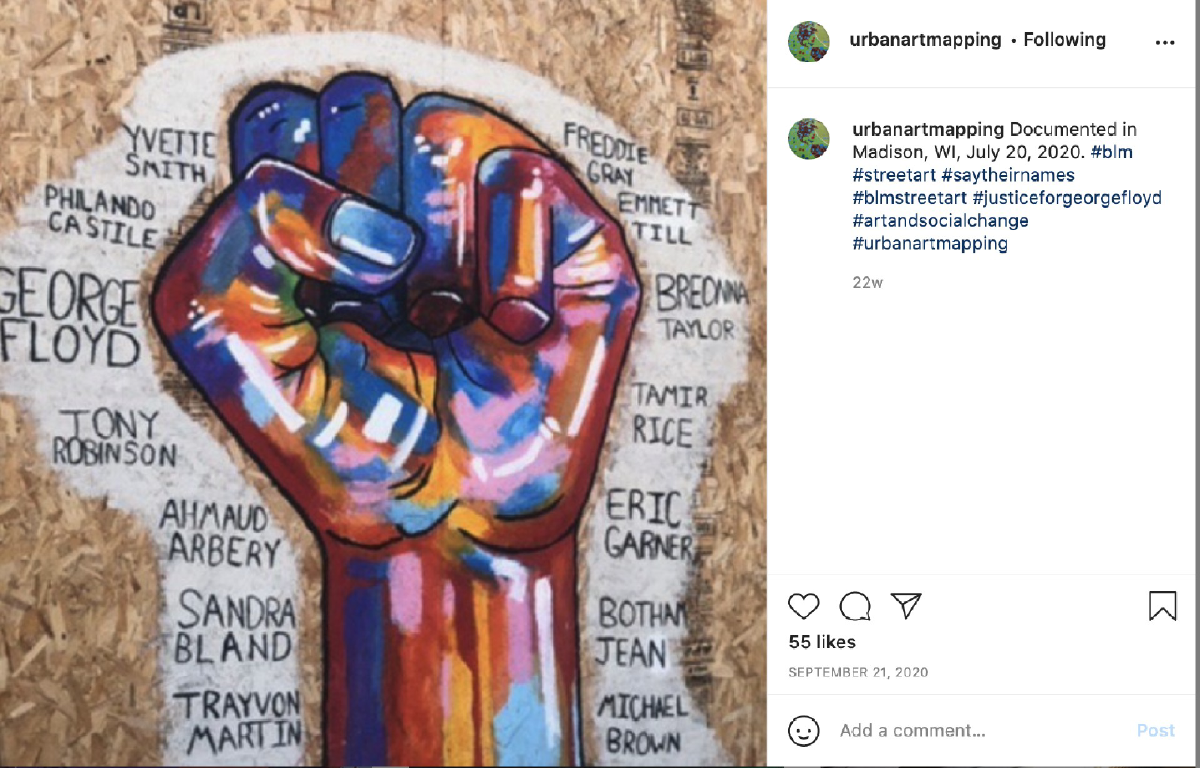 YVETTE
SMITH
PHILANDO
CASTILE
GEORGE
FLOYD
TONY
ROBINSON
AHMAUD
ARBERY
SANDRA
BLAND
TRAYVON
MARTIN
FREDDIE
GRAY
EMMETT
TILL
BREONNA
TAYLOR
TAMIR
RICE
ERIC
GARNER
BOTHAM
JEAN
MICHAEL
BROWN
urbanartmapping • Following
urbanartmapping Documented in
Madison, WI, July 20, 2020. #blm
#streetart #saytheirnames
#blmstreetart #justiceforgeorgefloyd
#artandsocialchange
#urbanartmapping
22w
55 likes
SEPTEMBER 21, 2020
Add a comment...
Post